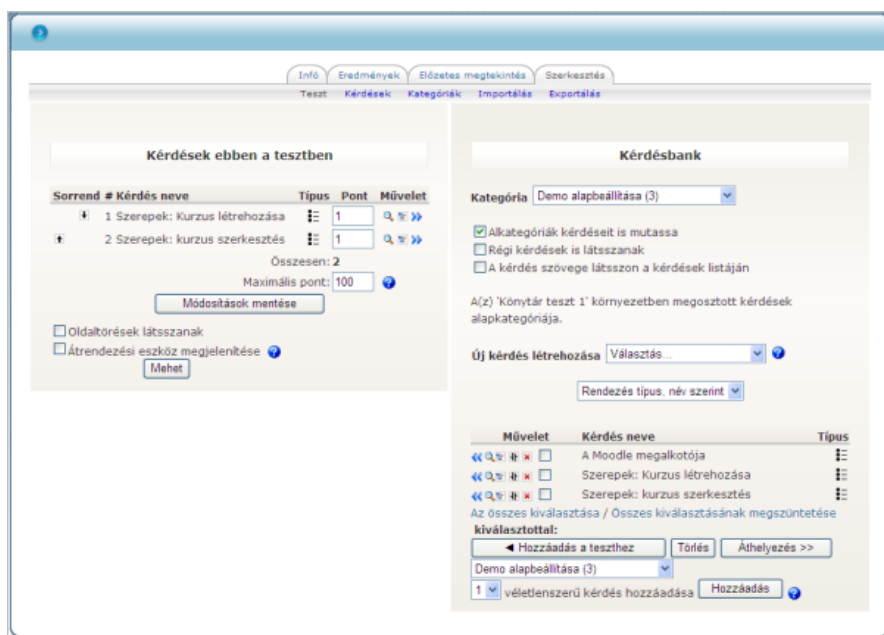 Infó Eredmények Előzetes megtekintés Szerkesztés
Teszt Kérdések Kategóriák Importálás Exportálás
Kérdések ebben a tesztben
Sorrend # Kérdés neve Típus Pont Művelet
1 Szerepek: Kurzus létrehozása 1
2 Szerepek: kurzus szerkesztés 1
Összesen: 2
Maximális pont: 100
Módosítások mentése
Oldaltörések látsszanak
Átrendezési eszköz megjelenítése
Mehet
Kérdésbank
Kategória Demo alapbeállítása (3)
Alkategóriák kérdéseit is mutassa
Régi kérdések is látsszanak
A kérdés szövege látsszon a kérdések listáján
A(z) 'Könytár teszt 1' környezetben megosztott kérdések
alapkategóriája.
Új kérdés létrehozása Választás...
Rendezés típus, név szerint
Művelet Kérdés neve Típus
A Moodle megalkotója
Szerepek: Kurzus létrehozása
Szerepek: kurzus szerkesztés
Az összes kiválasztása / Összes kiválasztásának megszüntetése
kiválasztottal:
◄ Hozzáadás a teszthez Törlés Áthelyezés >>
Demo alapbeállítása (3)
1 véletlenszerű kérdés hozzáadása Hozzáadás